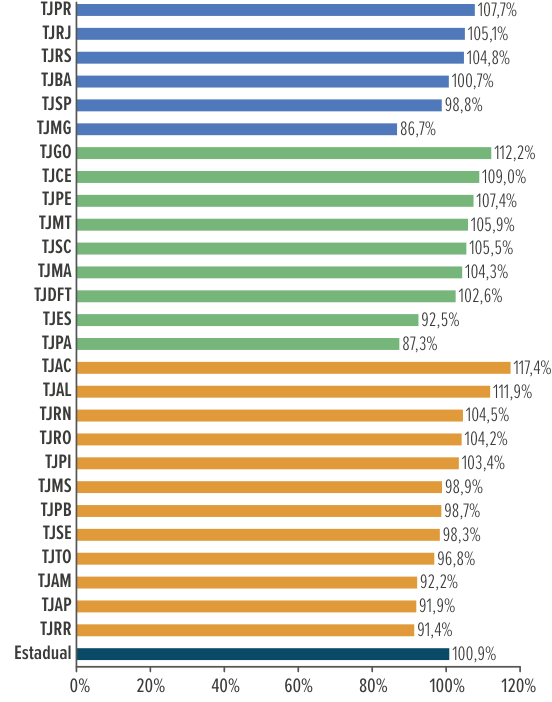 TJPR 107,7%
TJRJ 105,1%
TJRS 104,8%
TJBA 100,7%
TJSP 98,8%
TJMG 86,7%
TJGO 112,2%
TJCE 109,0%
TJPE 107,4%
TJMT 105,9%
TJSC 105,5%
TJMA 104,3%
TJDFT 102,6%
TJES 92,5%
TJPA 87,3%
TJAC 117,4%
TJAL 111,9%
TJRN 104,5%
TJRO 104,2%
TJPI 103,4%
TJMS 98,9%
TJPB 98,7%
TJSE 98,3%
TJTO 96,8%
TJAM 92,2%
TJAP 91,9%
TJRR 91,4%
Estadual 100,9%
0% 20% 40% 60% 80% 100% 120%